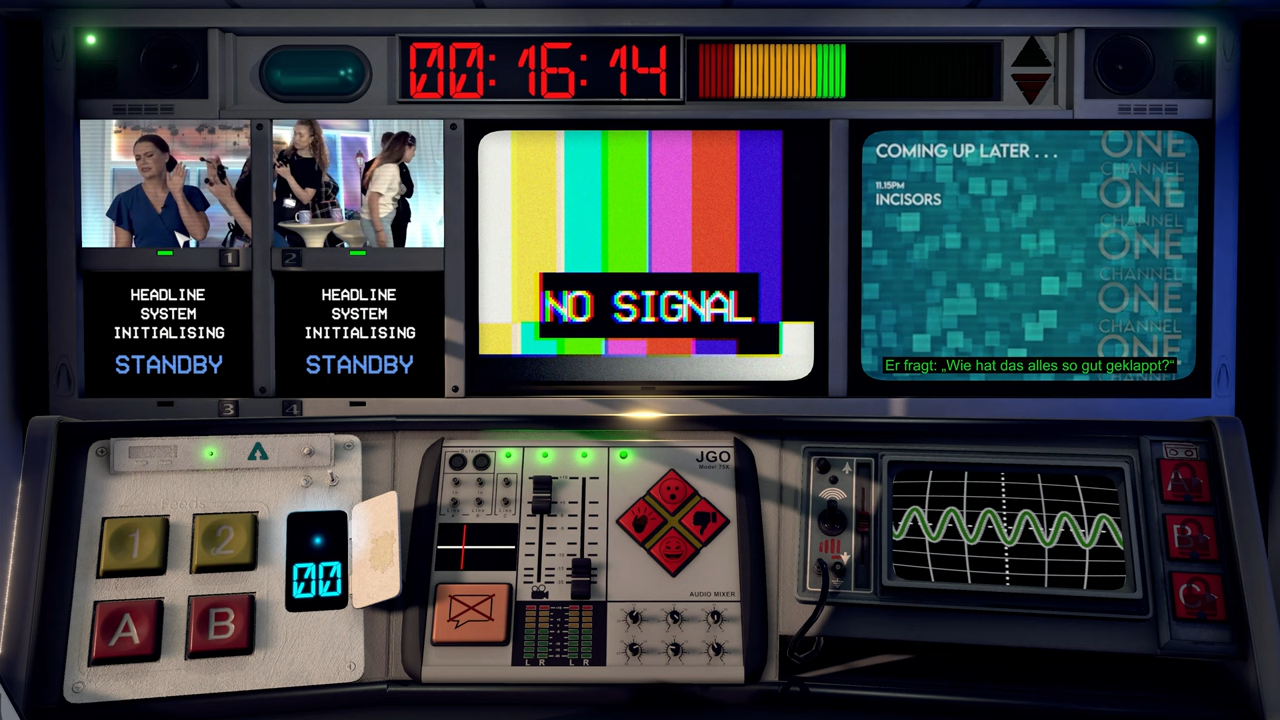 00:16:14
1
2
HEADLINE
SYSTEM
INITIALISING
STANDBY
HEADLINE
SYSTEM
INITIALISING
STANDBY
3
4
NO SIGNAL
COMING UP LATER . . .
11.15PM
INCISORS
ONE
CHANNEL
ONE
CHANNEL
ONE
CHANNEL
ONE
CHANNEL
ONE
CHANNEL
Er fragt: „Wie hat das alles so gut geklappt?“
1
2
A
B
00
Output
JGO
Model 75X
AUDIO MIXER
L R
L R
A
B
C